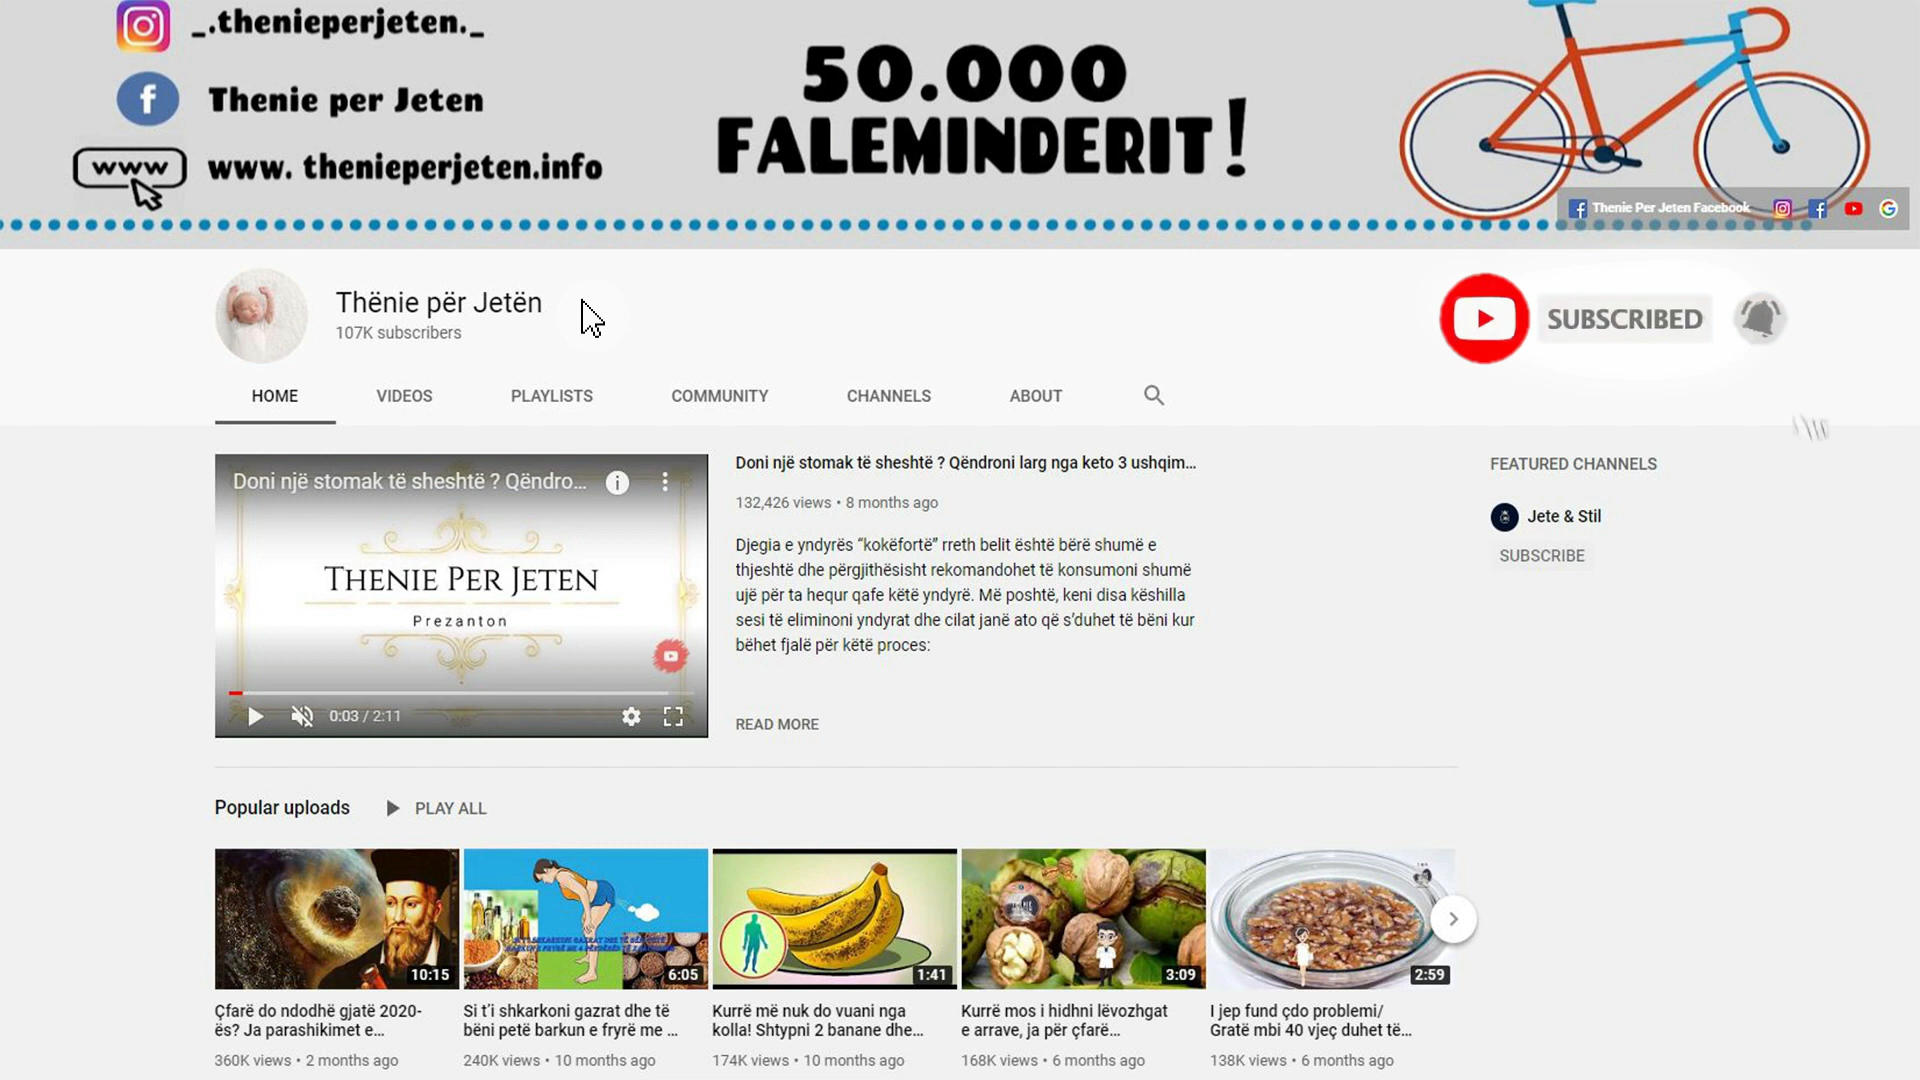 _.thenieperjeten._
Thenie per Jeten
www
www. thenieperjeten.info
50.000
FALEMINDERIT!
Thenie Per Jeten Facebook
Thënie për Jetën
107K subscribers
SUBSCRIBED
HOME
VIDEOS
PLAYLISTS
COMMUNITY
CHANNELS
ABOUT
Doni një stomak të sheshtë ? Qëndro...
THENIE PER JETEN
Prezanton
0:03 / 2:11
Doni një stomak të sheshtë ? Qëndroni larg nga keto 3 ushqim...
132,426 views • 8 months ago
Djegia e yndyrës “kokëfortë” rreth belit është bërë shumë e
thjeshtë dhe përgjithësisht rekomandohet të konsumoni shumë
ujë për ta hequr qafe këtë yndyrë. Më poshtë, keni disa këshilla
sesi të eliminoni yndyrat dhe cilat janë ato që s’duhet të bëni kur
bëhet fjalë për këtë proces:
READ MORE
FEATURED CHANNELS
Jete & Stil
SUBSCRIBE
Popular uploads
PLAY ALL
10:15
Çfarë do ndodhë gjatë 2020-
ës? Ja parashikimet e...
360K views • 2 months ago
6:05
Si t’i shkarkoni gazrat dhe të
bëni petë barkun e fryrë me ...
240K views • 10 months ago
1:41
Kurrë më nuk do vuani nga
kolla! Shtypni 2 banane dhe...
174K views • 10 months ago
3:09
Kurrë mos i hidhni lëvozhgat
e arrave, ja për çfarë...
168K views • 6 months ago
2:59
I jep fund çdo problemi/
Gratë mbi 40 vjeç duhet të...
138K views • 6 months ago